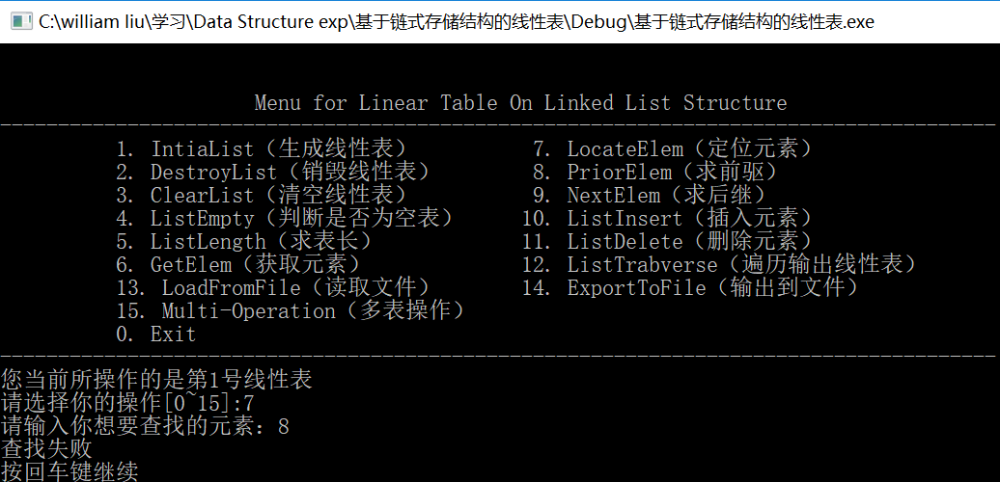 C:\william liu\学习\Data Structure exp\基于链式存储结构的线性表\Debug\基于链式存储结构的线性表.exe
Menu for Linear Table On Linked List Structure
1. IntiaList（生成线性表） 7. LocateElem（定位元素）
2. DestroyList（销毁线性表） 8. PriorElem（求前驱）
3. ClearList（清空线性表） 9. NextElem（求后继）
4. ListEmpty（判断是否为空表） 10. ListInsert（插入元素）
5. ListLength（求表长） 11. ListDelete（删除元素）
6. GetElem（获取元素） 12. ListTrabverse（遍历输出线性表）
13. LoadFromFile（读取文件） 14. ExportToFile（输出到文件）
15. Multi-Operation（多表操作）
0. Exit
您当前所操作的是第1号线性表
请选择你的操作[0~15]:7
请输入你想要查找的元素：8
查找失败
按回车键继续